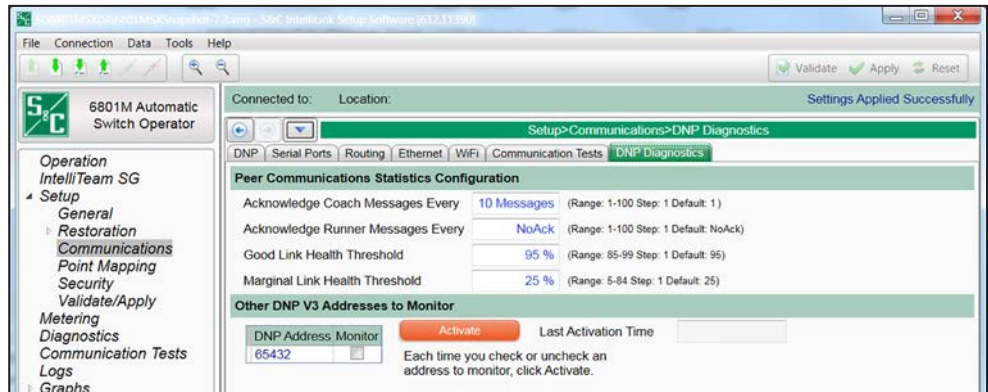 S&C IntelliLink Setup Software [612.11390]
File Connection Data Tools Help
Validate Apply Reset
S&C
6801M Automatic
Switch Operator
Connected to: Location: Settings Applied Successfully
Setup>Communications>DNP Diagnostics
DNP Serial Ports Routing Ethernet WiFi Communication Tests DNP Diagnostics
Operation
IntelliTeam SG
Setup
General
Restoration
Communications
Point Mapping
Security
Validate/Apply
Metering
Diagnostics
Communication Tests
Logs
Graphs
Peer Communications Statistics Configuration
Acknowledge Coach Messages Every 10 Messages (Range: 1-100 Step: 1 Default: 1 )
Acknowledge Runner Messages Every NoAck (Range: 1-100 Step: 1 Default: NoAck)
Good Link Health Threshold 95 % (Range: 85-99 Step: 1 Default: 95)
Marginal Link Health Threshold 25 % (Range: 5-84 Step: 1 Default: 25)
Other DNP V3 Addresses to Monitor
DNP Address Monitor
65432
Activate Last Activation Time
Each time you check or uncheck an
address to monitor, click Activate.